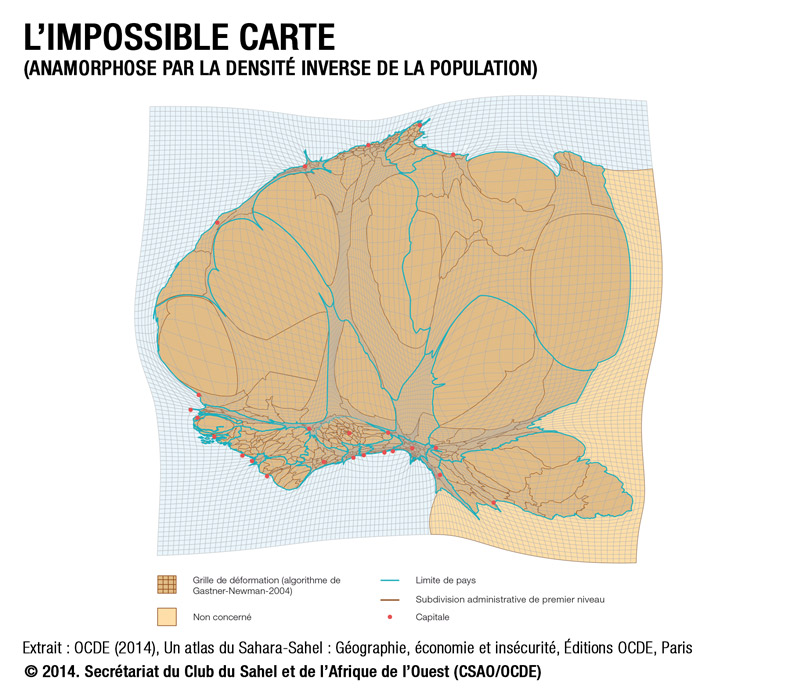 L’IMPOSSIBLE CARTE
(ANAMORPHOSE PAR LA DENSITÉ INVERSE DE LA POPULATION)
Grille de déformation (algorithme de
Gastner-Newman-2004)
Non concerné
Limite de pays
Subdivision administrative de premier niveau
Capitale
Extrait : OCDE (2014), Un atlas du Sahara-Sahel : Géographie, économie et insécurité, Éditions OCDE, Paris
© 2014. Secrétariat du Club du Sahel et de l’Afrique de l’Ouest (CSAO/OCDE)